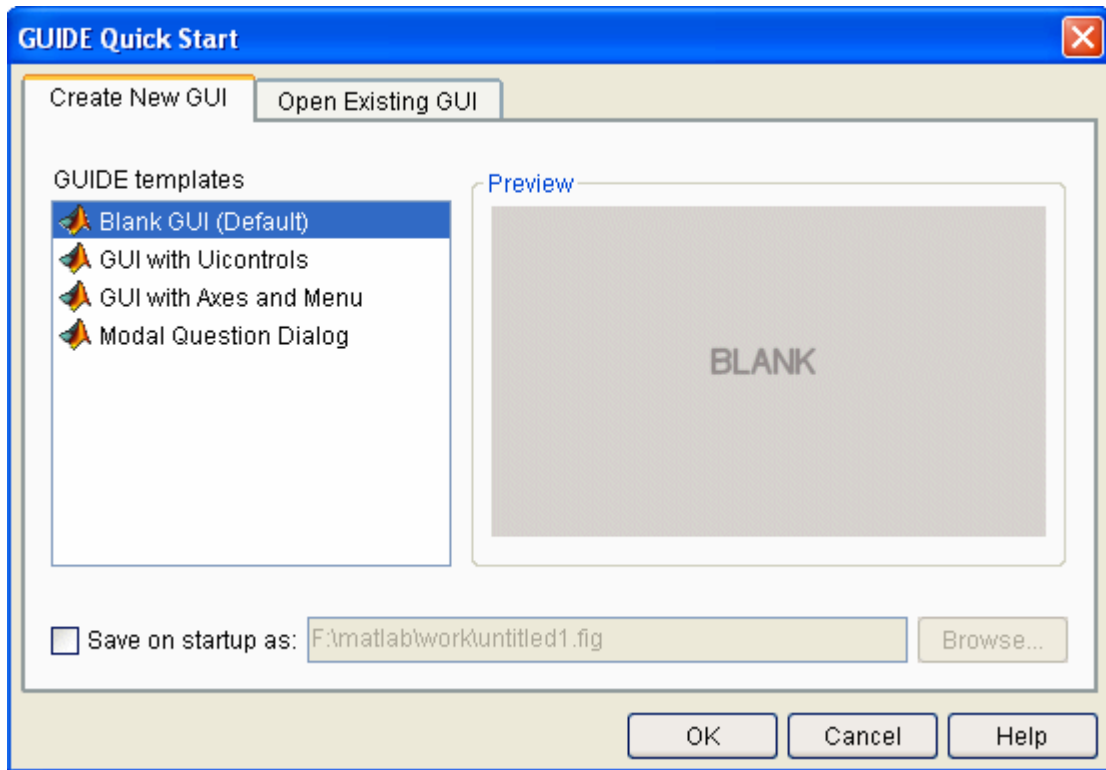 GUIDE Quick Start
Create New GUI
Open Existing GUI
GUIDE templates
Blank GUI (Default)
GUI with Uicontrols
GUI with Axes and Menu
Modal Question Dialog
Preview
BLANK
Save on startup as:
F:\matlab\work\untitled1.fig
Browse...
OK
Cancel
Help